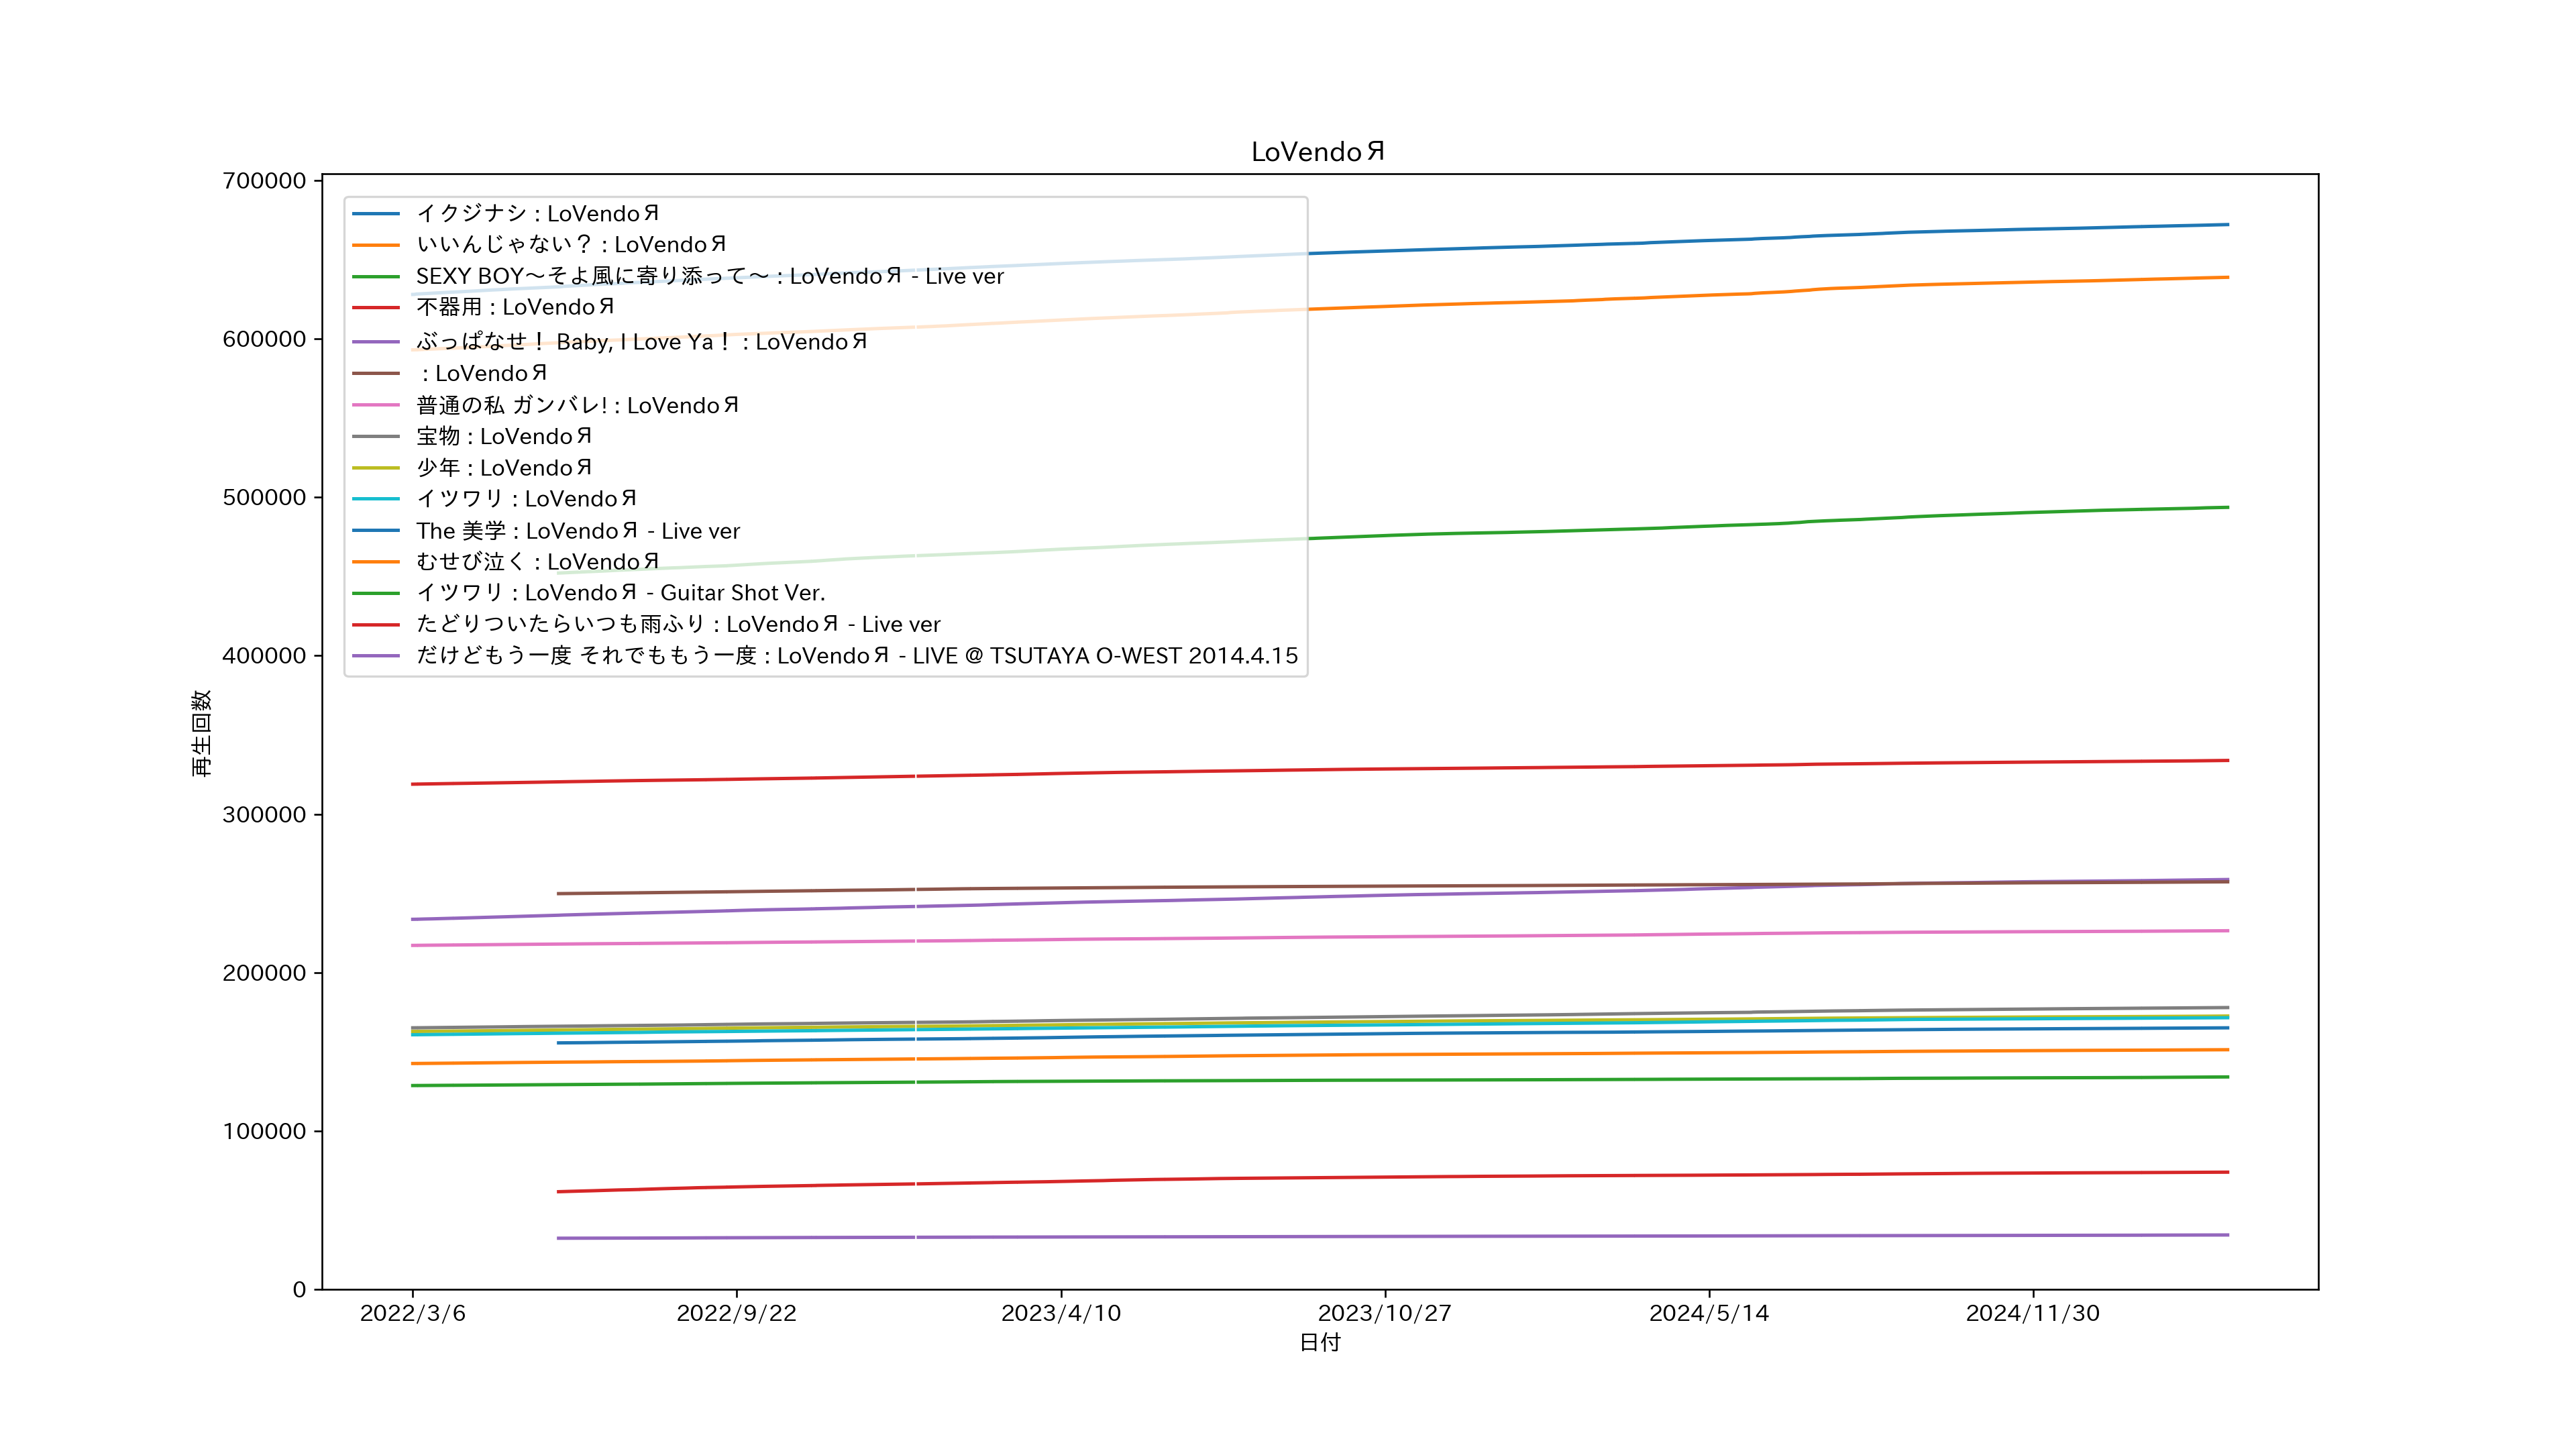 LoVendoЯ
700000
600000
500000
400000
300000
200000
100000
0
再生回数
イクジナシ : LoVendoЯ
いいんじゃない？ : LoVendoЯ
SEXY BOY～そよ風に寄り添って～ : LoVendoЯ - Live ver
不器用 : LoVendoЯ
ぶっぱなせ！ Baby, I Love Ya！ : LoVendoЯ
: LoVendoЯ
普通の私 ガンバレ! : LoVendoЯ
宝物 : LoVendoЯ
少年 : LoVendoЯ
イツワリ : LoVendoЯ
The 美学 : LoVendoЯ - Live ver
むせび泣く : LoVendoЯ
イツワリ : LoVendoЯ - Guitar Shot Ver.
たどりついたらいつも雨ふり : LoVendoЯ - Live ver
だけどもう一度 それでももう一度 : LoVendoЯ - LIVE @ TSUTAYA O-WEST 2014.4.15
2022/3/6 2022/9/22 2023/4/10 2023/10/27 2024/5/14 2024/11/30
日付